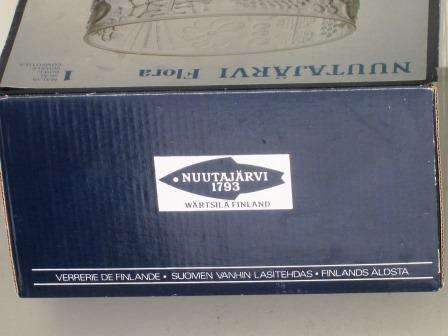 NUUTAJÄRVI Flora
1
NUUTAJÄRVI
1793
WÄRTSILÄ FINLAND
VERRERIE DE FINLANDE • SUOMEN VANHIN LASITEHDAS • FINLANDS ÄLDSTA